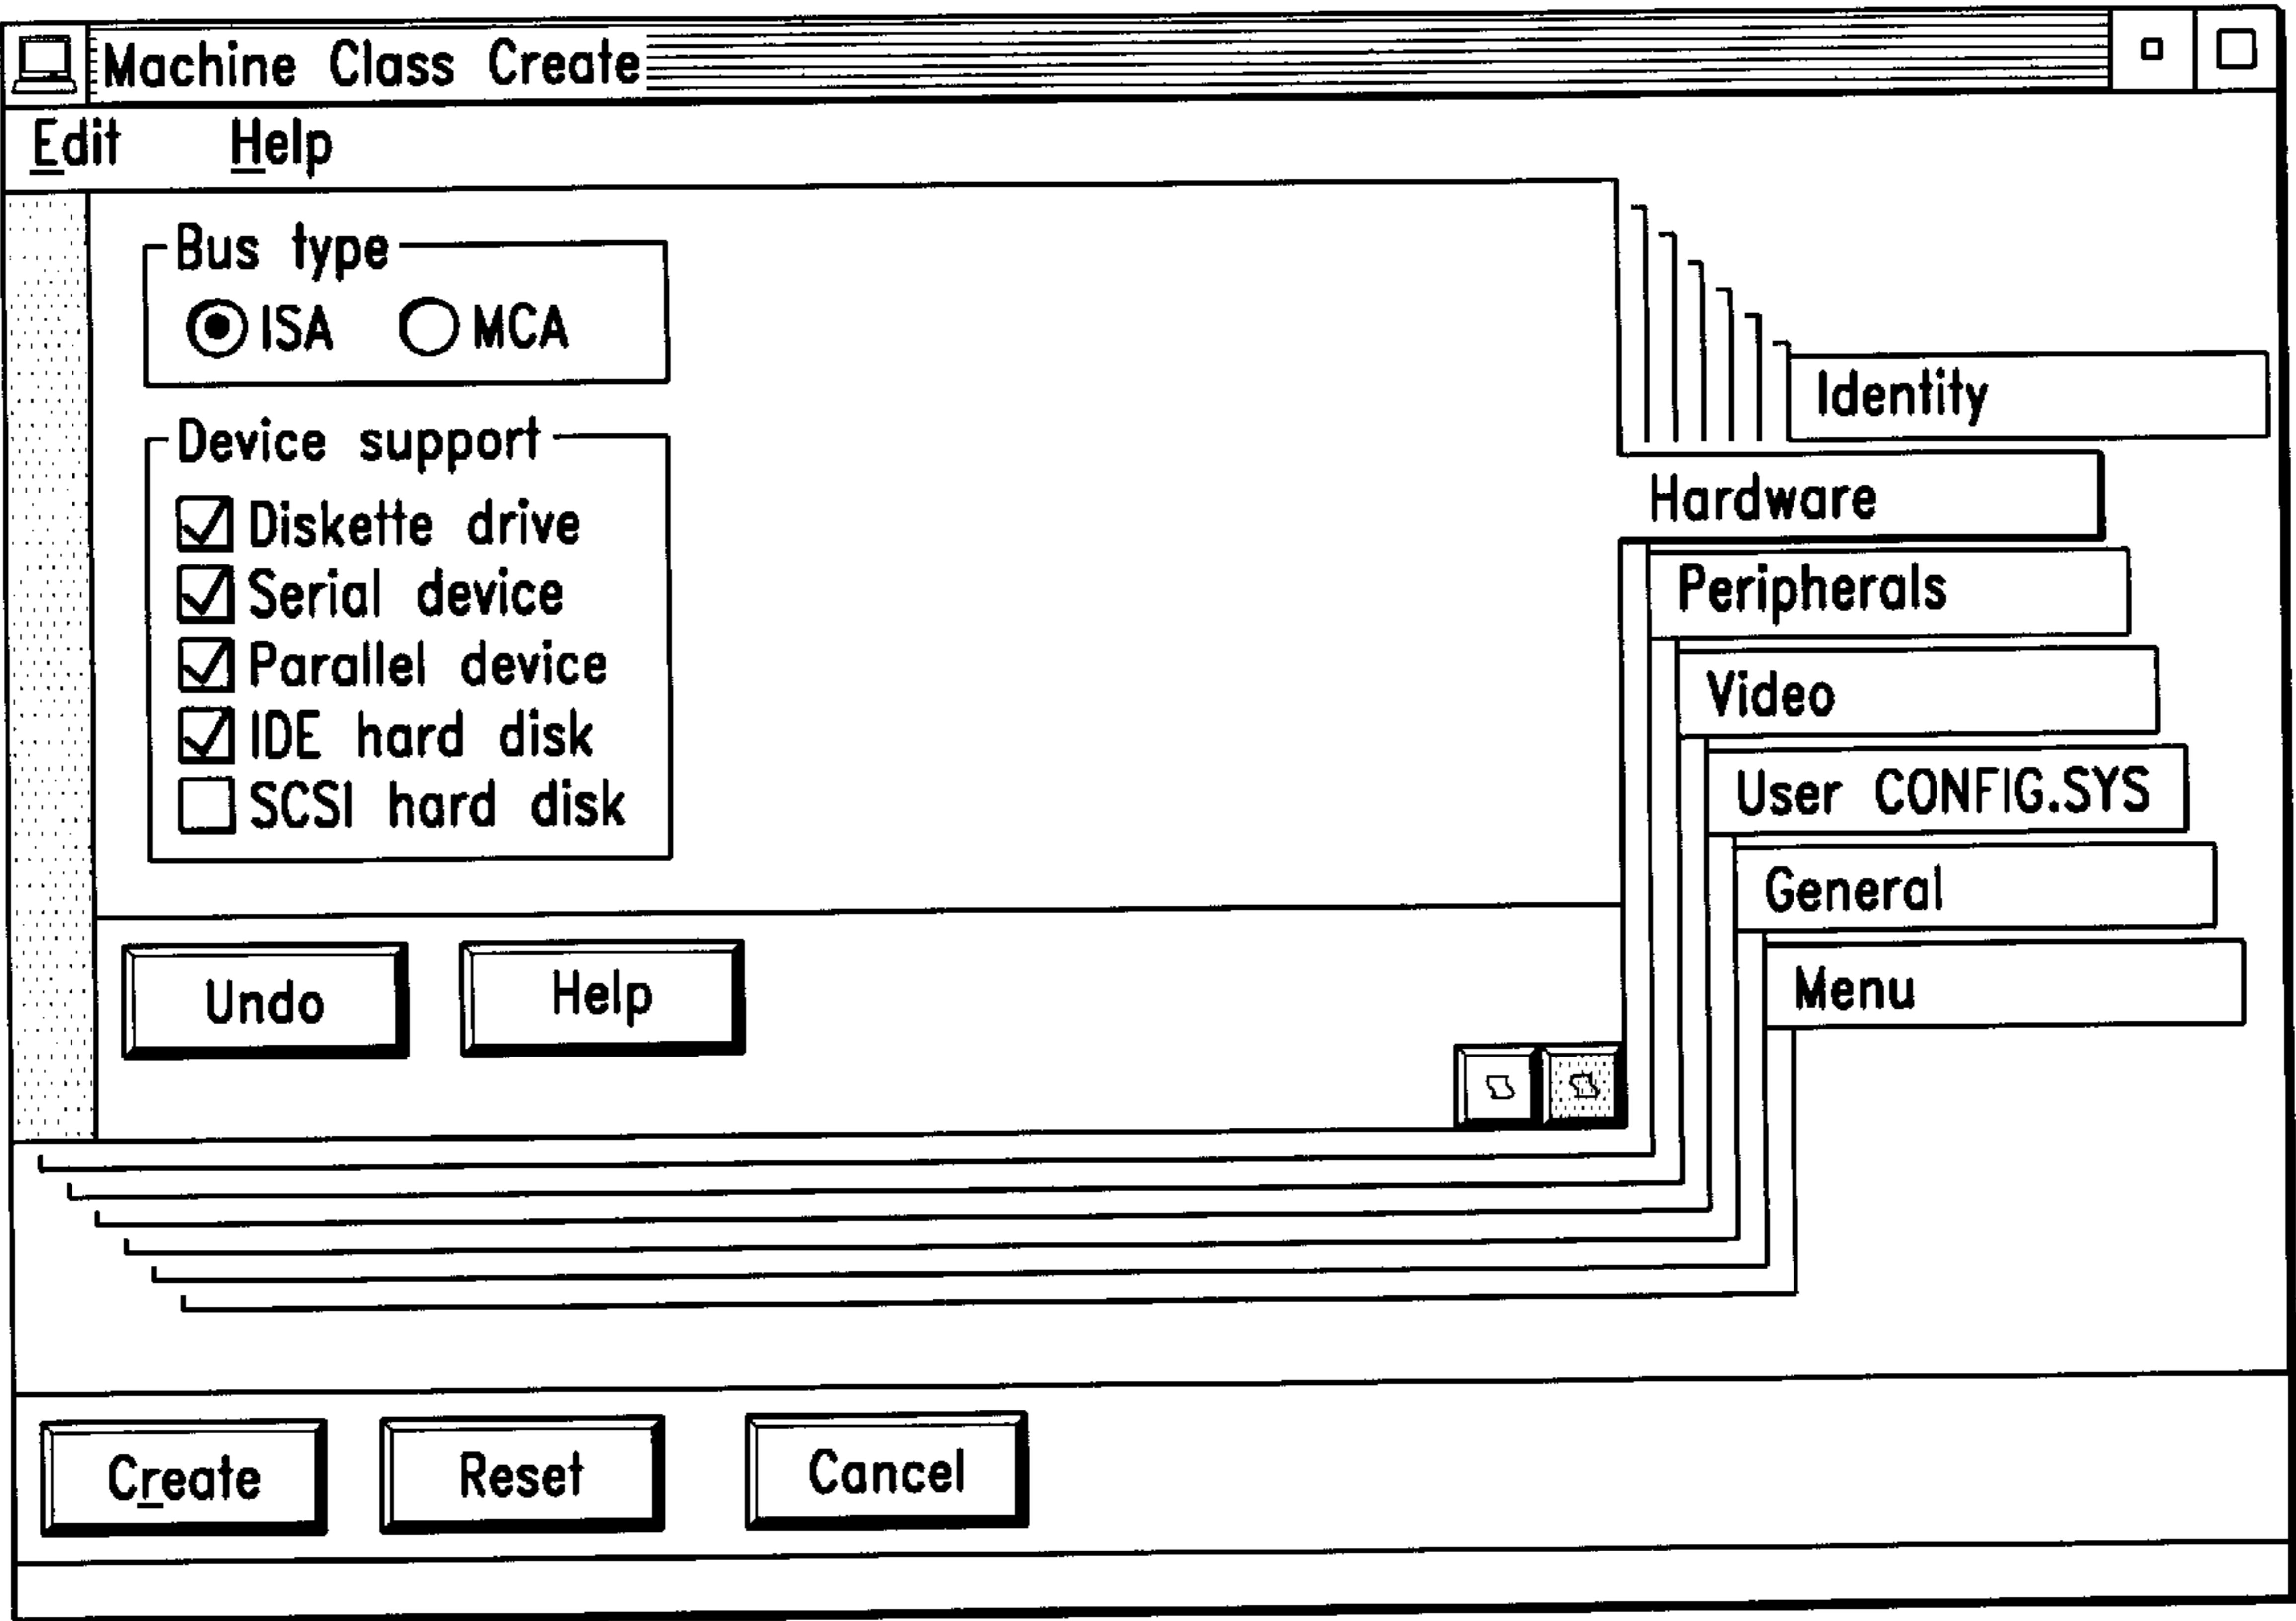 Machine Class Create
Edit Help
Bus type
ISA MCA
Identity
Device support
Hardware
Diskette drive
Serial device
Parallel device
IDE hard disk
SCSI hard disk
Peripherals
Video
User CONFIG.SYS
General
Menu
Undo Help
Create Reset Cancel